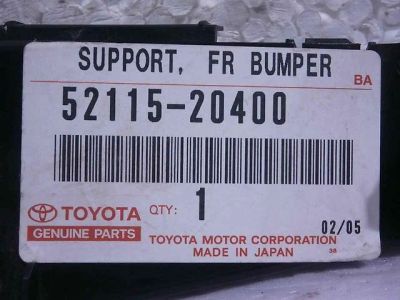 SUPPORT, FR BUMPER
BA
52115-20400
TOYOTA QTY: 1
GENUINE PARTS
02/05
TOYOTA MOTOR CORPORATION
MADE IN JAPAN 38